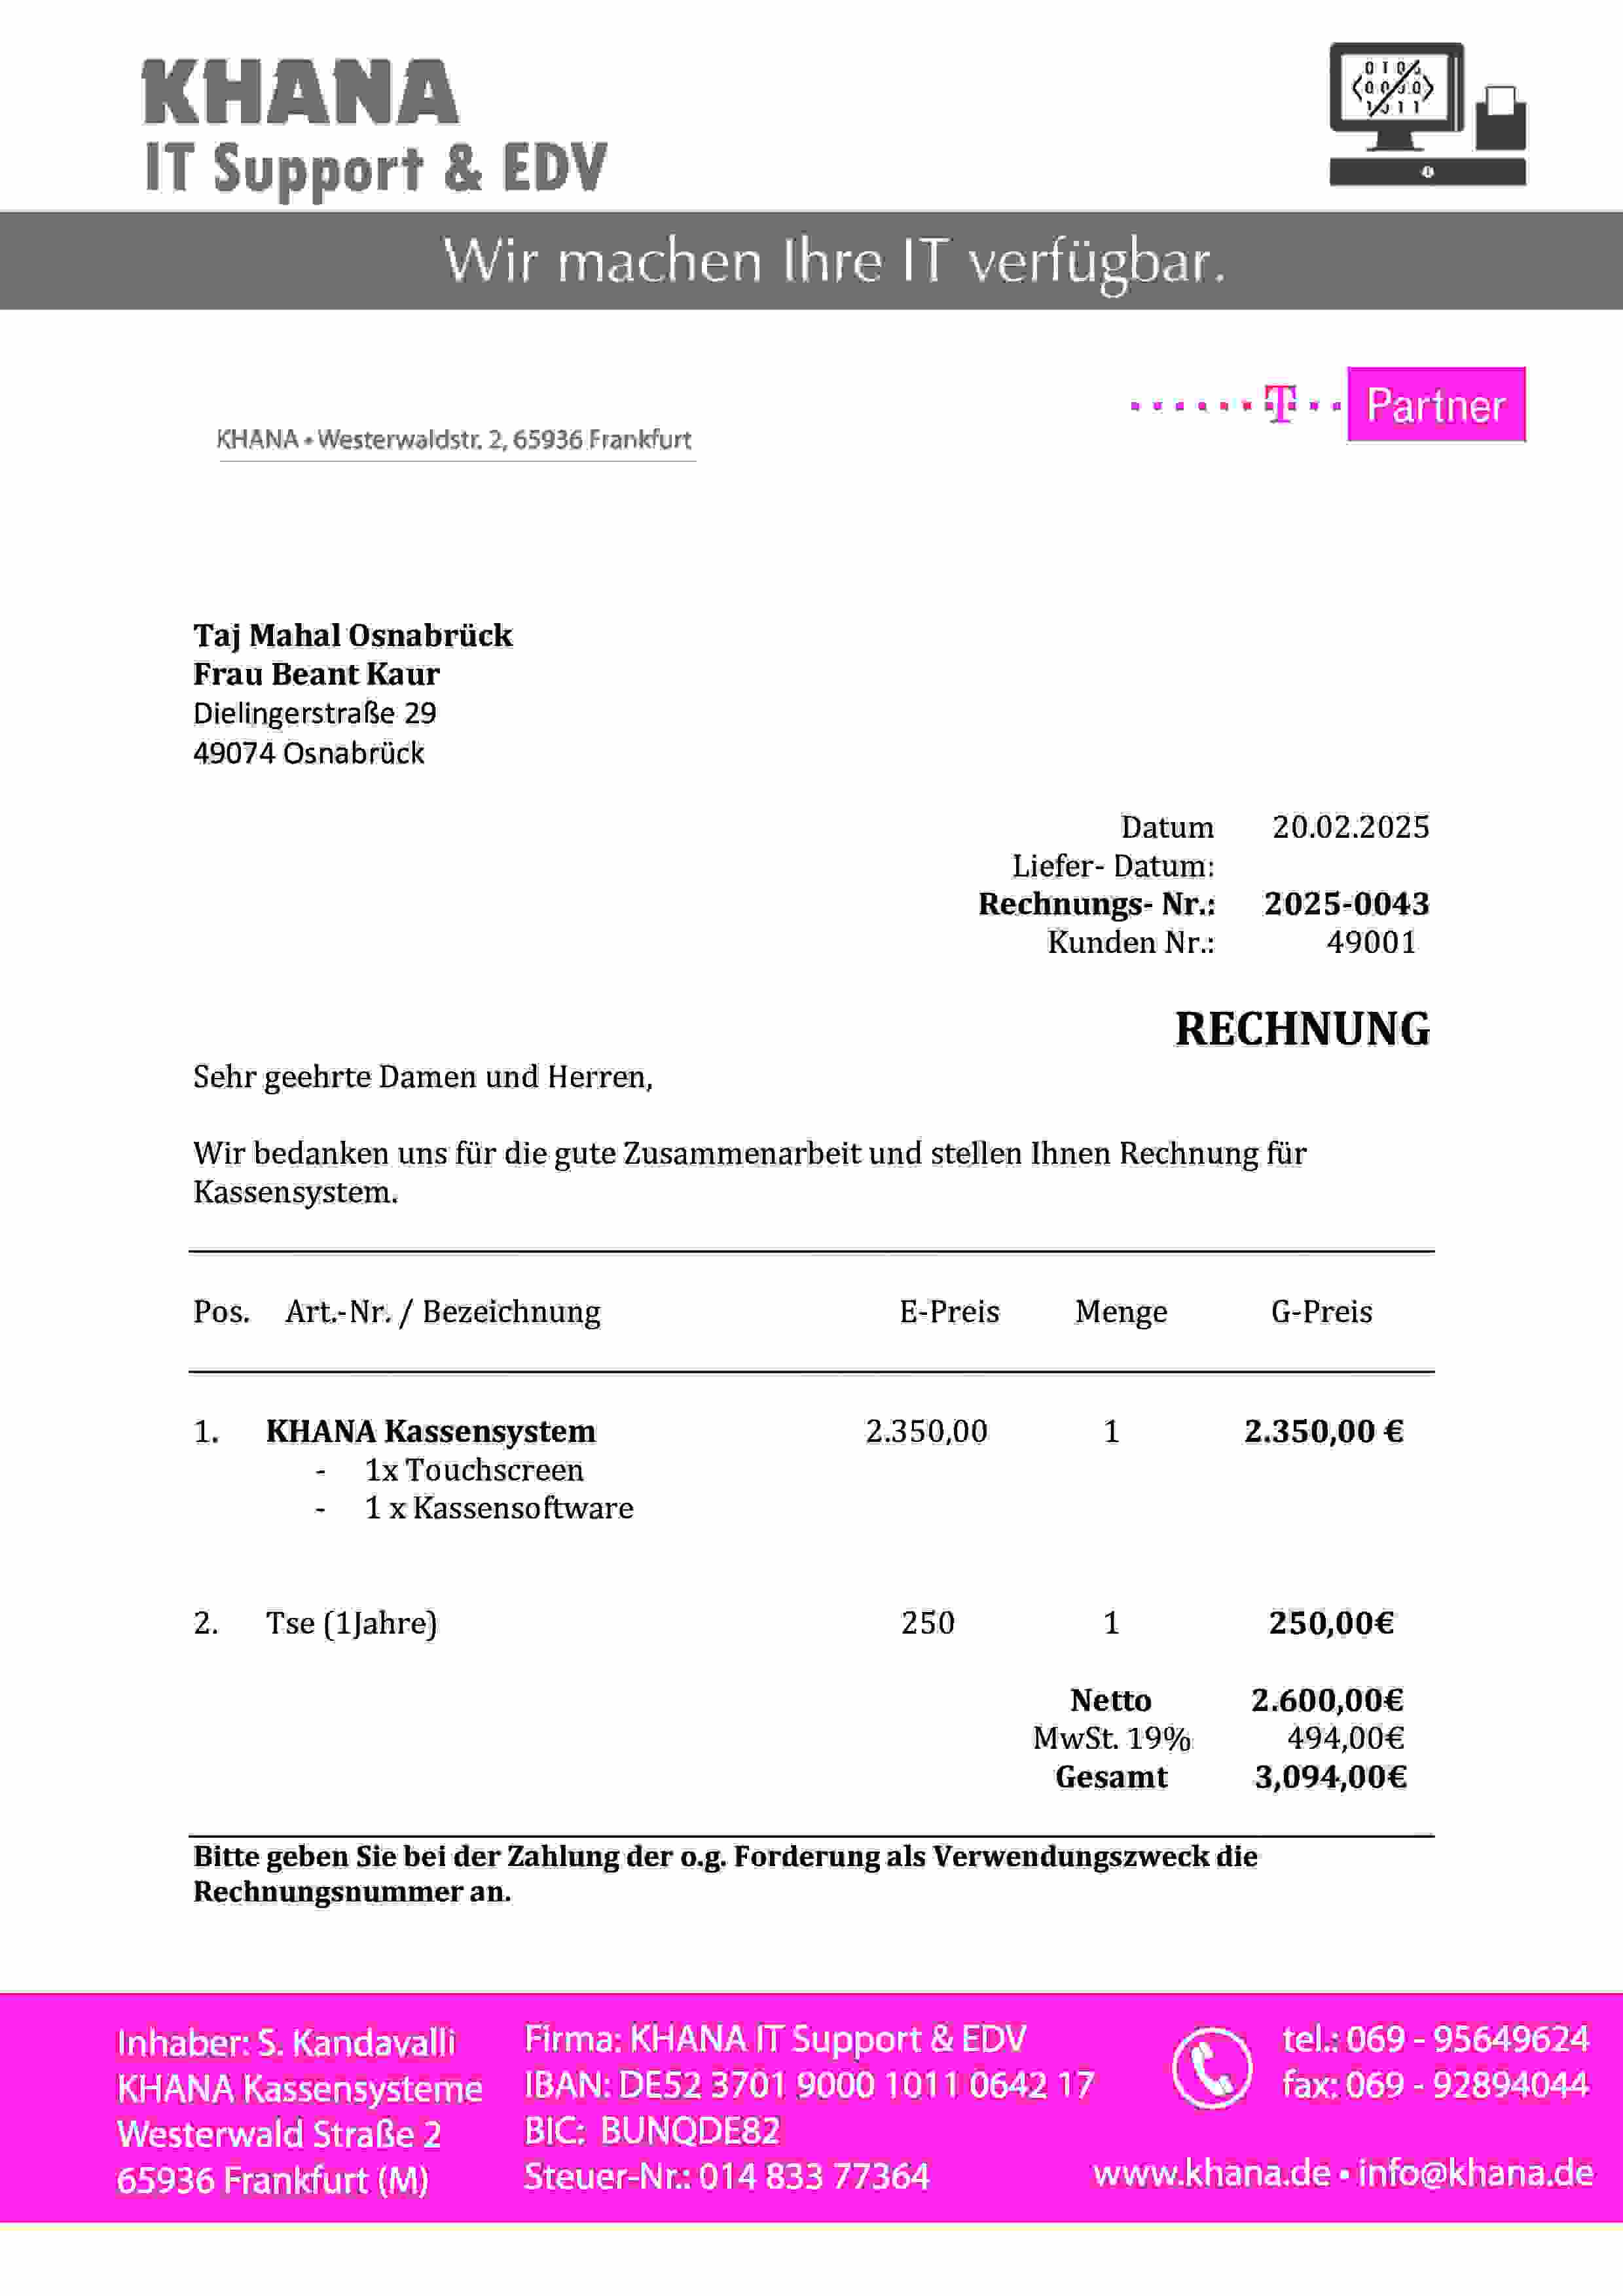 KHANA
IT Support & EDV
Wir machen Ihre IT verfügbar.
T Partner
KHANA • Westerwaldstr. 2, 65936 Frankfurt
Taj Mahal Osnabrück
Frau Beant Kaur
Dielingerstraße 29
49074 Osnabrück
Datum 20.02.2025
Liefer- Datum:
Rechnungs- Nr.: 2025-0043
Kunden Nr.: 49001
RECHNUNG
Sehr geehrte Damen und Herren,
Wir bedanken uns für die gute Zusammenarbeit und stellen Ihnen Rechnung für
Kassensystem.
Pos. Art.-Nr. / Bezeichnung E-Preis Menge G-Preis
1. KHANA Kassensystem 2.350,00 1 2.350,00 €
- 1x Touchscreen
- 1 x Kassensoftware
2. Tse (1Jahre) 250 1 250,00€
Netto 2.600,00€
MwSt. 19% 494,00€
Gesamt 3,094,00€
Bitte geben Sie bei der Zahlung der o.g. Forderung als Verwendungszweck die
Rechnungsnummer an.
Inhaber: S. Kandavalli
KHANA Kassensysteme
Westerwald Straße 2
65936 Frankfurt (M)
Firma: KHANA IT Support & EDV
IBAN: DE52 3701 9000 1011 0642 17
BIC: BUNQDE82
Steuer-Nr.: 014 833 77364
tel.: 069 - 95649624
fax: 069 - 92894044
www.khana.de • info@khana.de